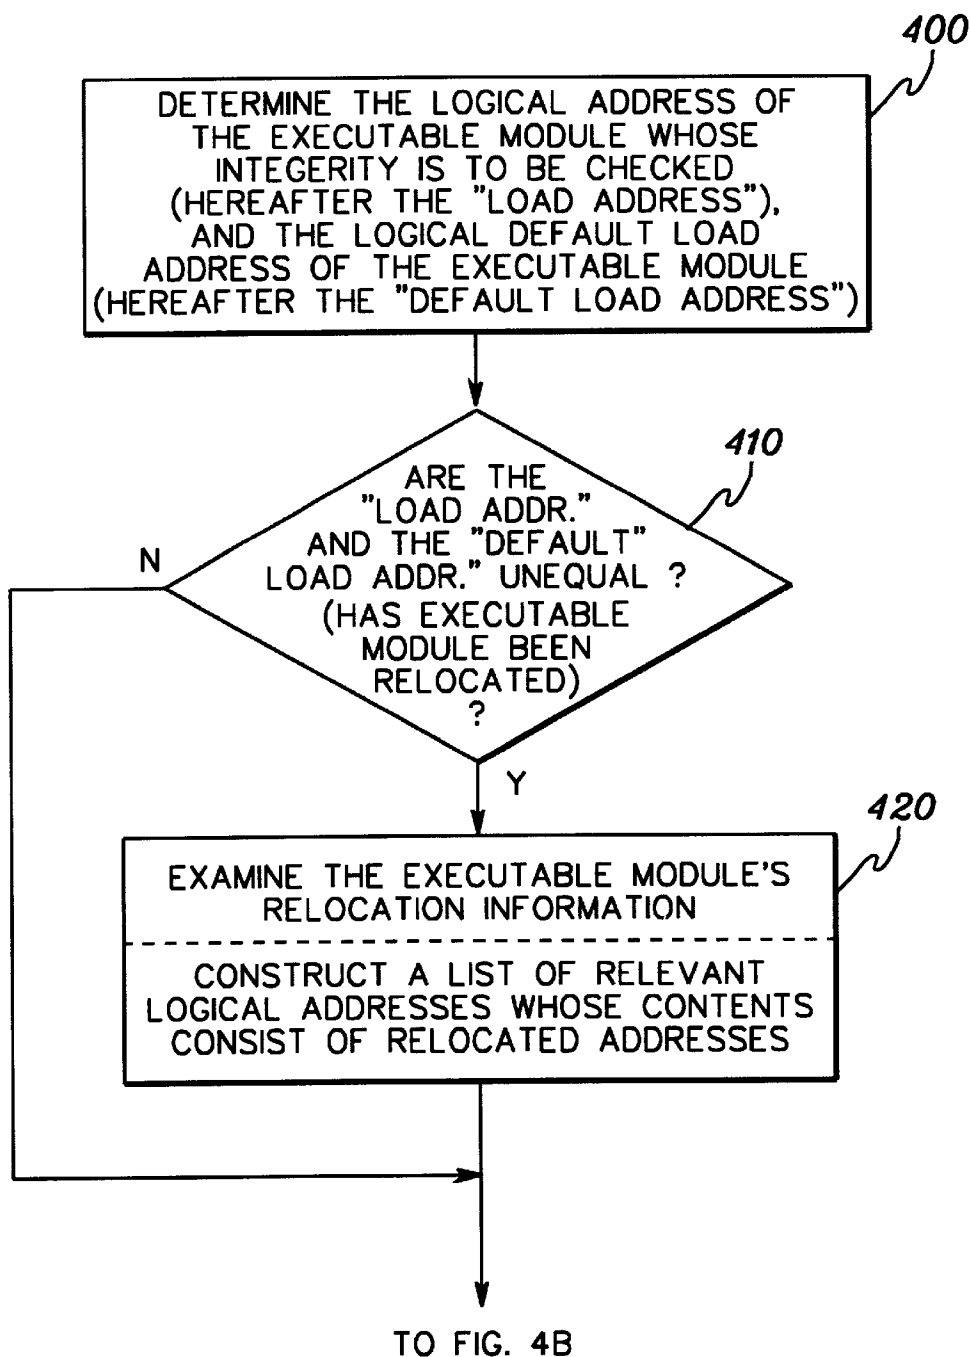 400
DETERMINE THE LOGICAL ADDRESS OF
THE EXECUTABLE MODULE WHOSE
INTEGERITY IS TO BE CHECKED
(HEREAFTER THE "LOAD ADDRESS"),
AND THE LOGICAL DEFAULT LOAD
ADDRESS OF THE EXECUTABLE MODULE
(HEREAFTER THE "DEFAULT LOAD ADDRESS")
410
ARE THE
"LOAD ADDR."
AND THE "DEFAULT"
LOAD ADDR." UNEQUAL ?
(HAS EXECUTABLE
MODULE BEEN
RELOCATED)
?
N
Y
420
EXAMINE THE EXECUTABLE MODULE'S
RELOCATION INFORMATION
CONSTRUCT A LIST OF RELEVANT
LOGICAL ADDRESSES WHOSE CONTENTS
CONSIST OF RELOCATED ADDRESSES
TO FIG. 4B